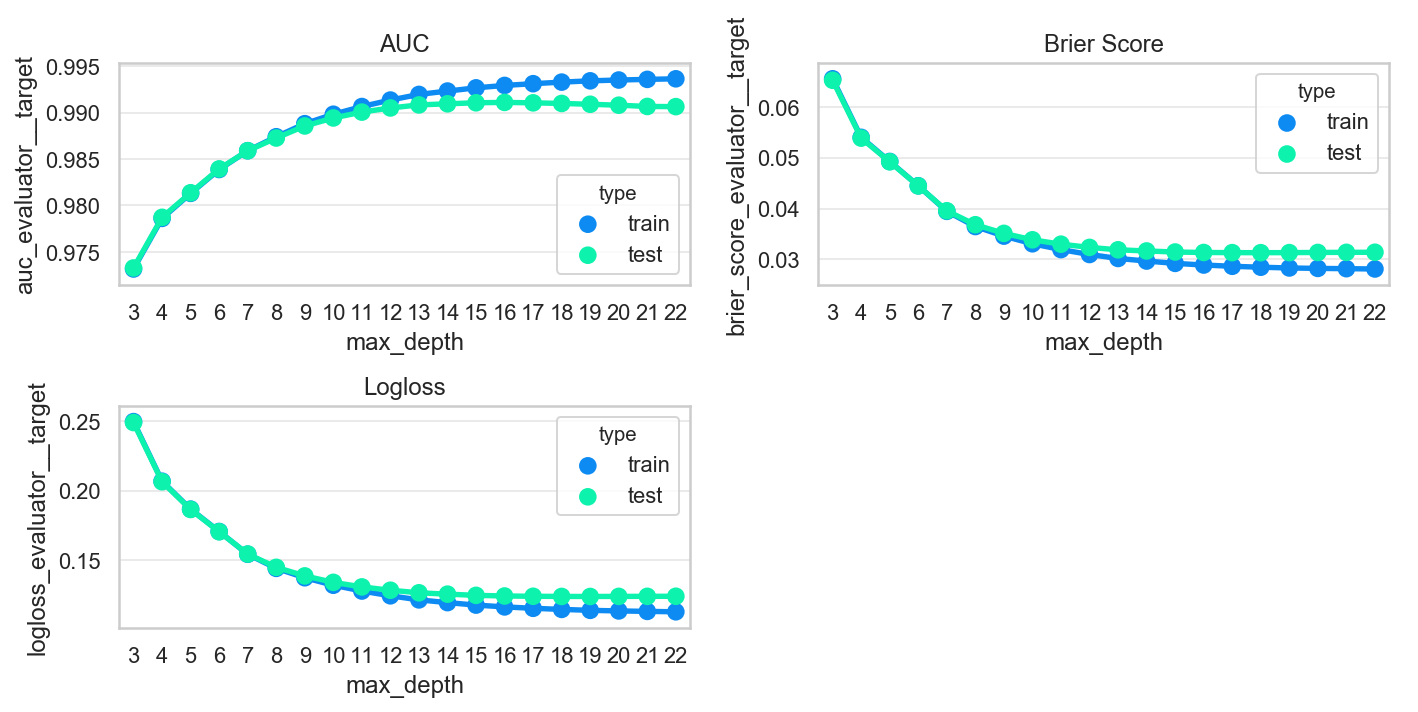 AUC
auc_evaluator__target
0.995
0.990
0.985
0.980
0.975
type
train
test
3 4 5 6 7 8 9 10 11 12 13 14 15 16 17 18 19 20 21 22
max_depth
Brier Score
brier_score_evaluator__target
0.06
0.05
0.04
0.03
type
train
test
3 4 5 6 7 8 9 10 11 12 13 14 15 16 17 18 19 20 21 22
max_depth
Logloss
logloss_evaluator__target
0.25
0.20
0.15
type
train
test
3 4 5 6 7 8 9 10 11 12 13 14 15 16 17 18 19 20 21 22
max_depth